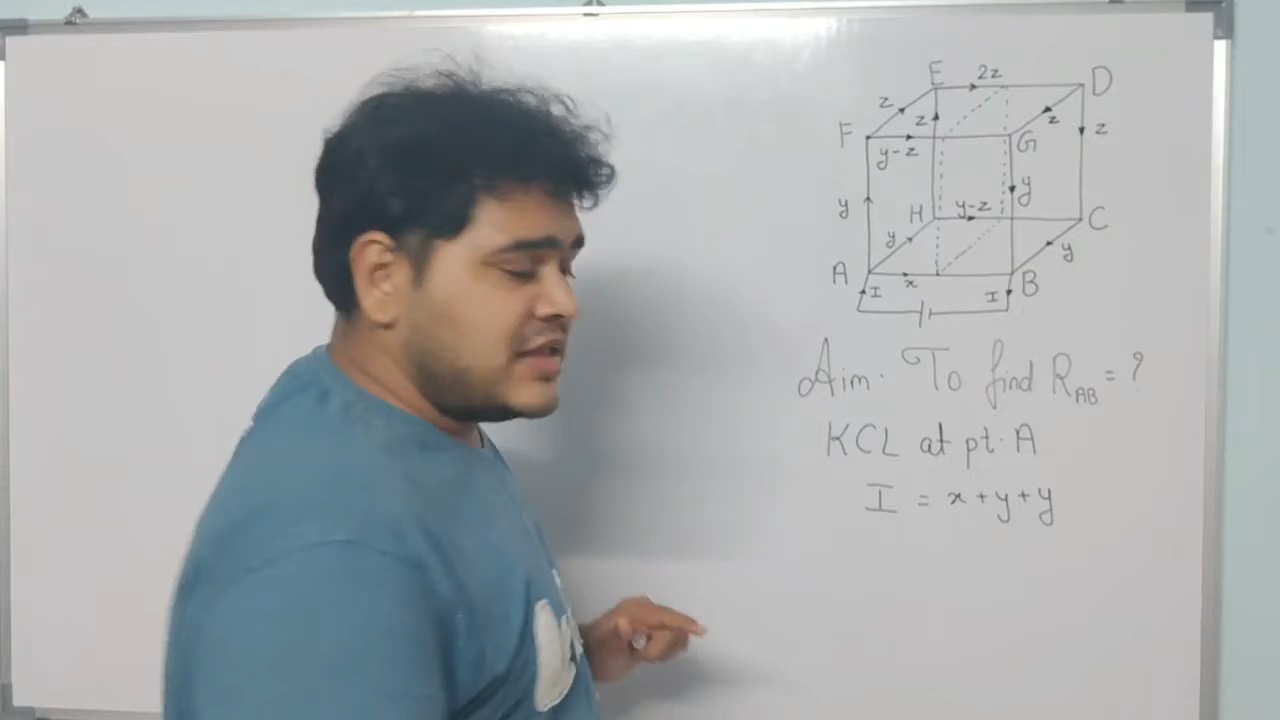 E 2z D
z z z z
F y-z G
y H y-z y C
y y
A x B
I I
Aim. To find R_AB = ?
KCL at pt. A
I = x + y + y